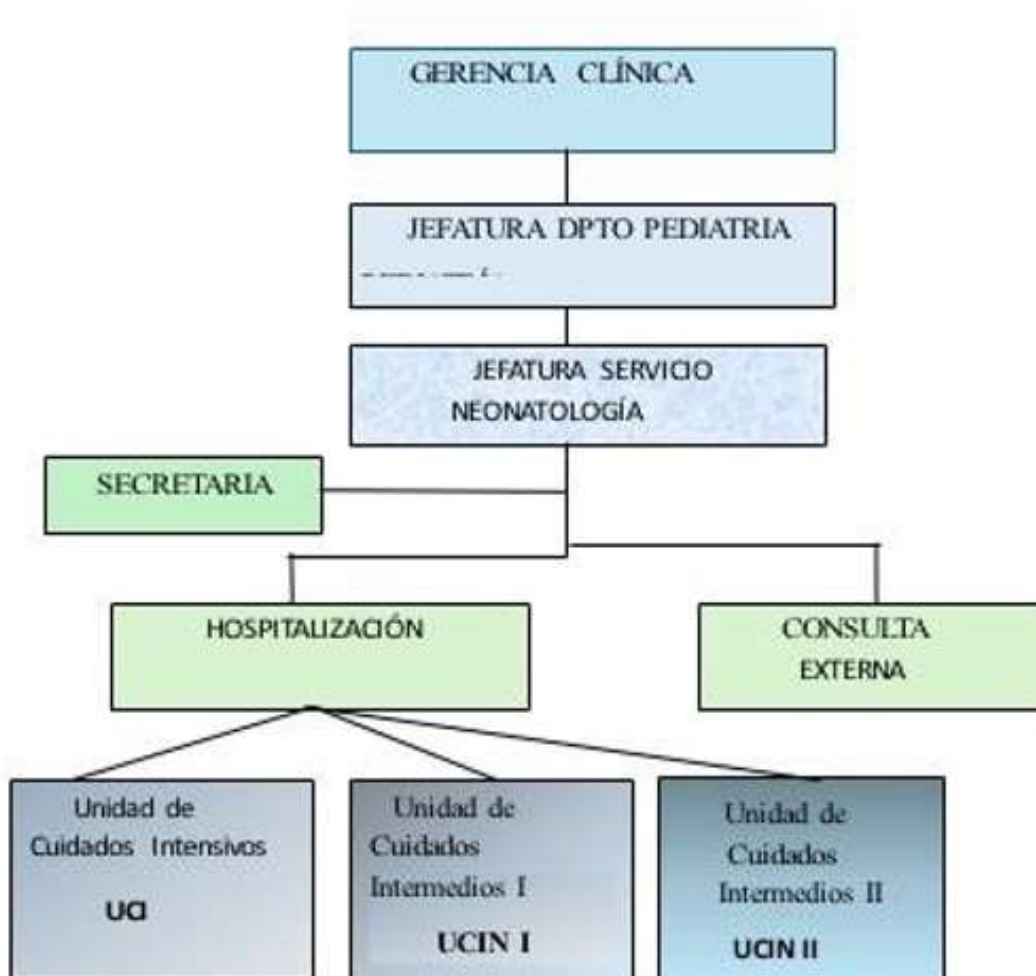 GERENCIA CLÍNICA
JEFATURA DPTO PEDIATRIA
JEFATURA SERVICIO
NEONATOLOGÍA
SECRETARIA
HOSPITALIZACIÓN
CONSULTA
EXTERNA
Unidad de
Cuidados Intensivos
UCI
Unidad de
Cuidados
Intermedios I
UCIN I
Unidad de
Cuidados
Intermedios II
UCIN II